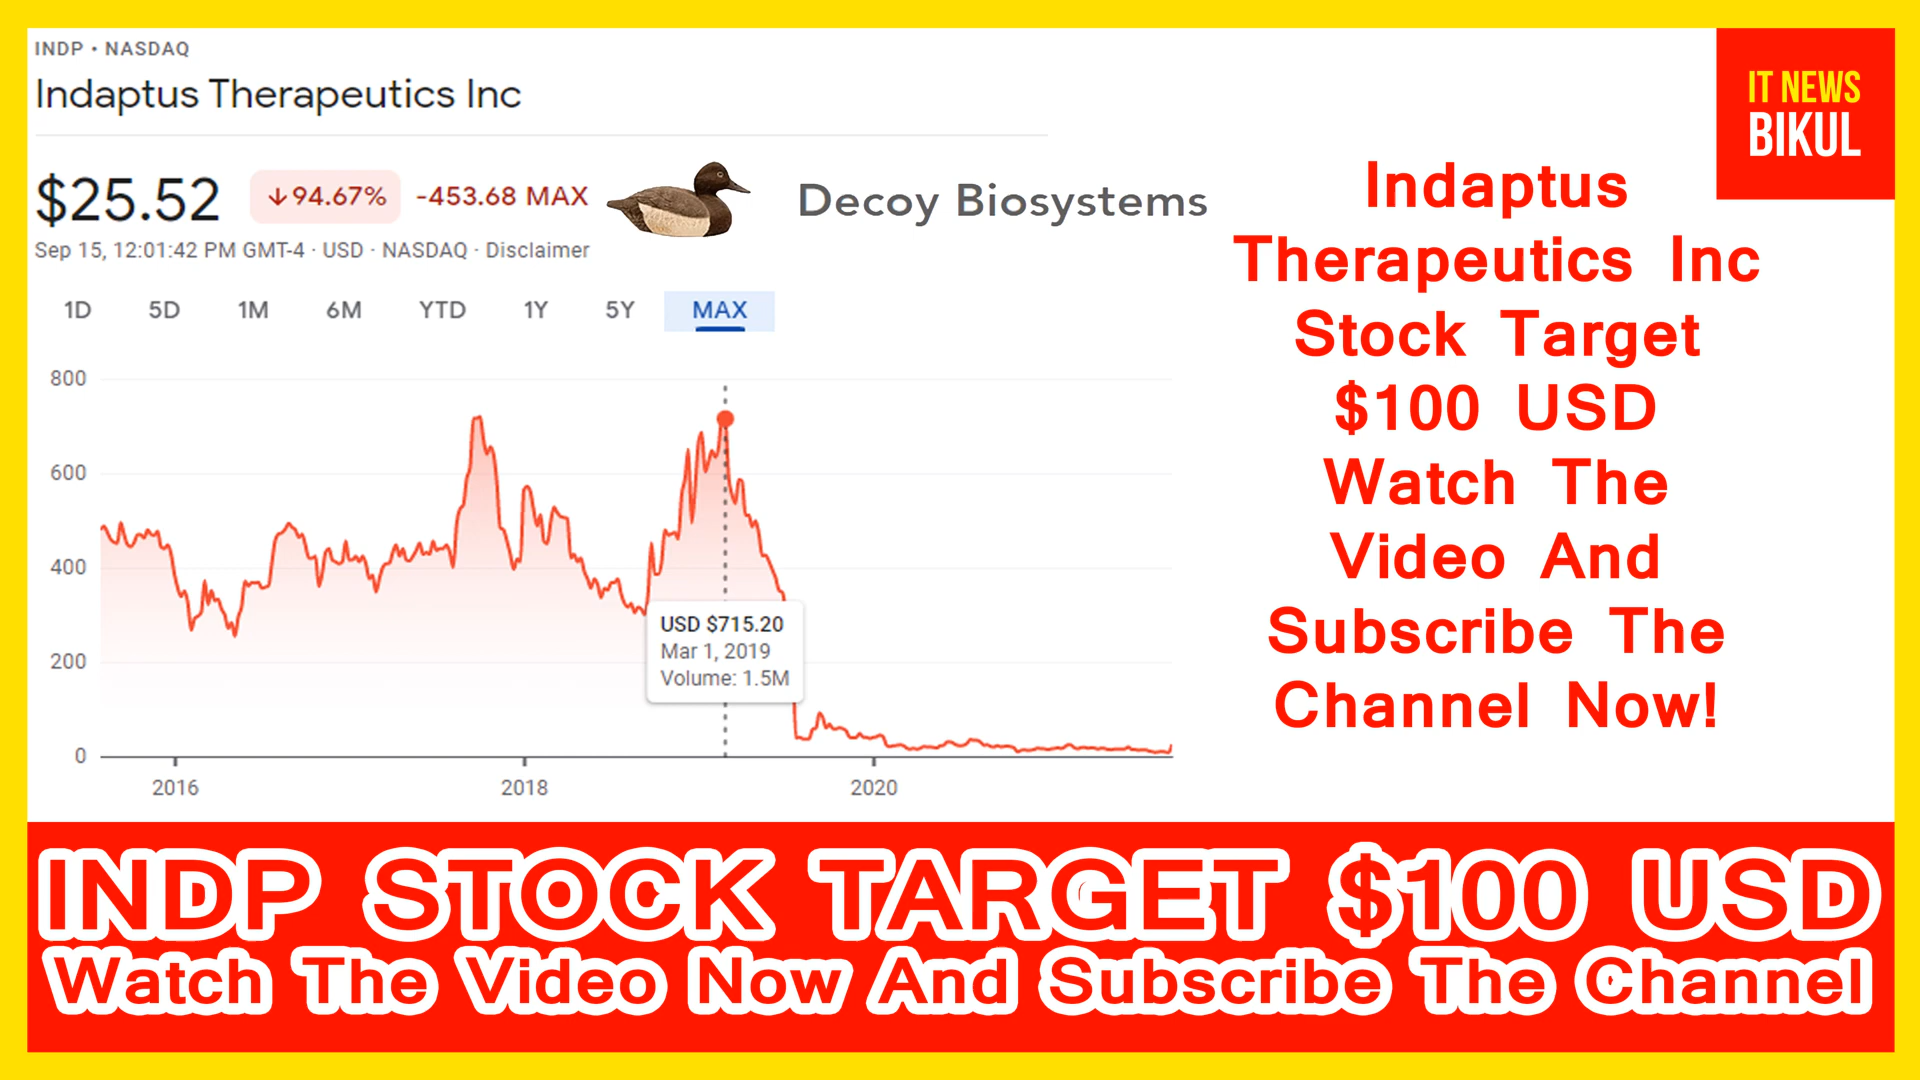 INDP • NASDAQ
Indaptus Therapeutics Inc
$25.52 ↓94.67% -453.68 MAX
Sep 15, 12:01:42 PM GMT-4 · USD · NASDAQ · Disclaimer
Decoy Biosystems
1D 5D 1M 6M YTD 1Y 5Y MAX
800
600
400
200
0
USD $715.20
Mar 1, 2019
Volume: 1.5M
2016 2018 2020
IT NEWS
BIKUL
Indaptus
Therapeutics Inc
Stock Target
$100 USD
Watch The
Video And
Subscribe The
Channel Now!
INDP STOCK TARGET $100 USD
Watch The Video Now And Subscribe The Channel